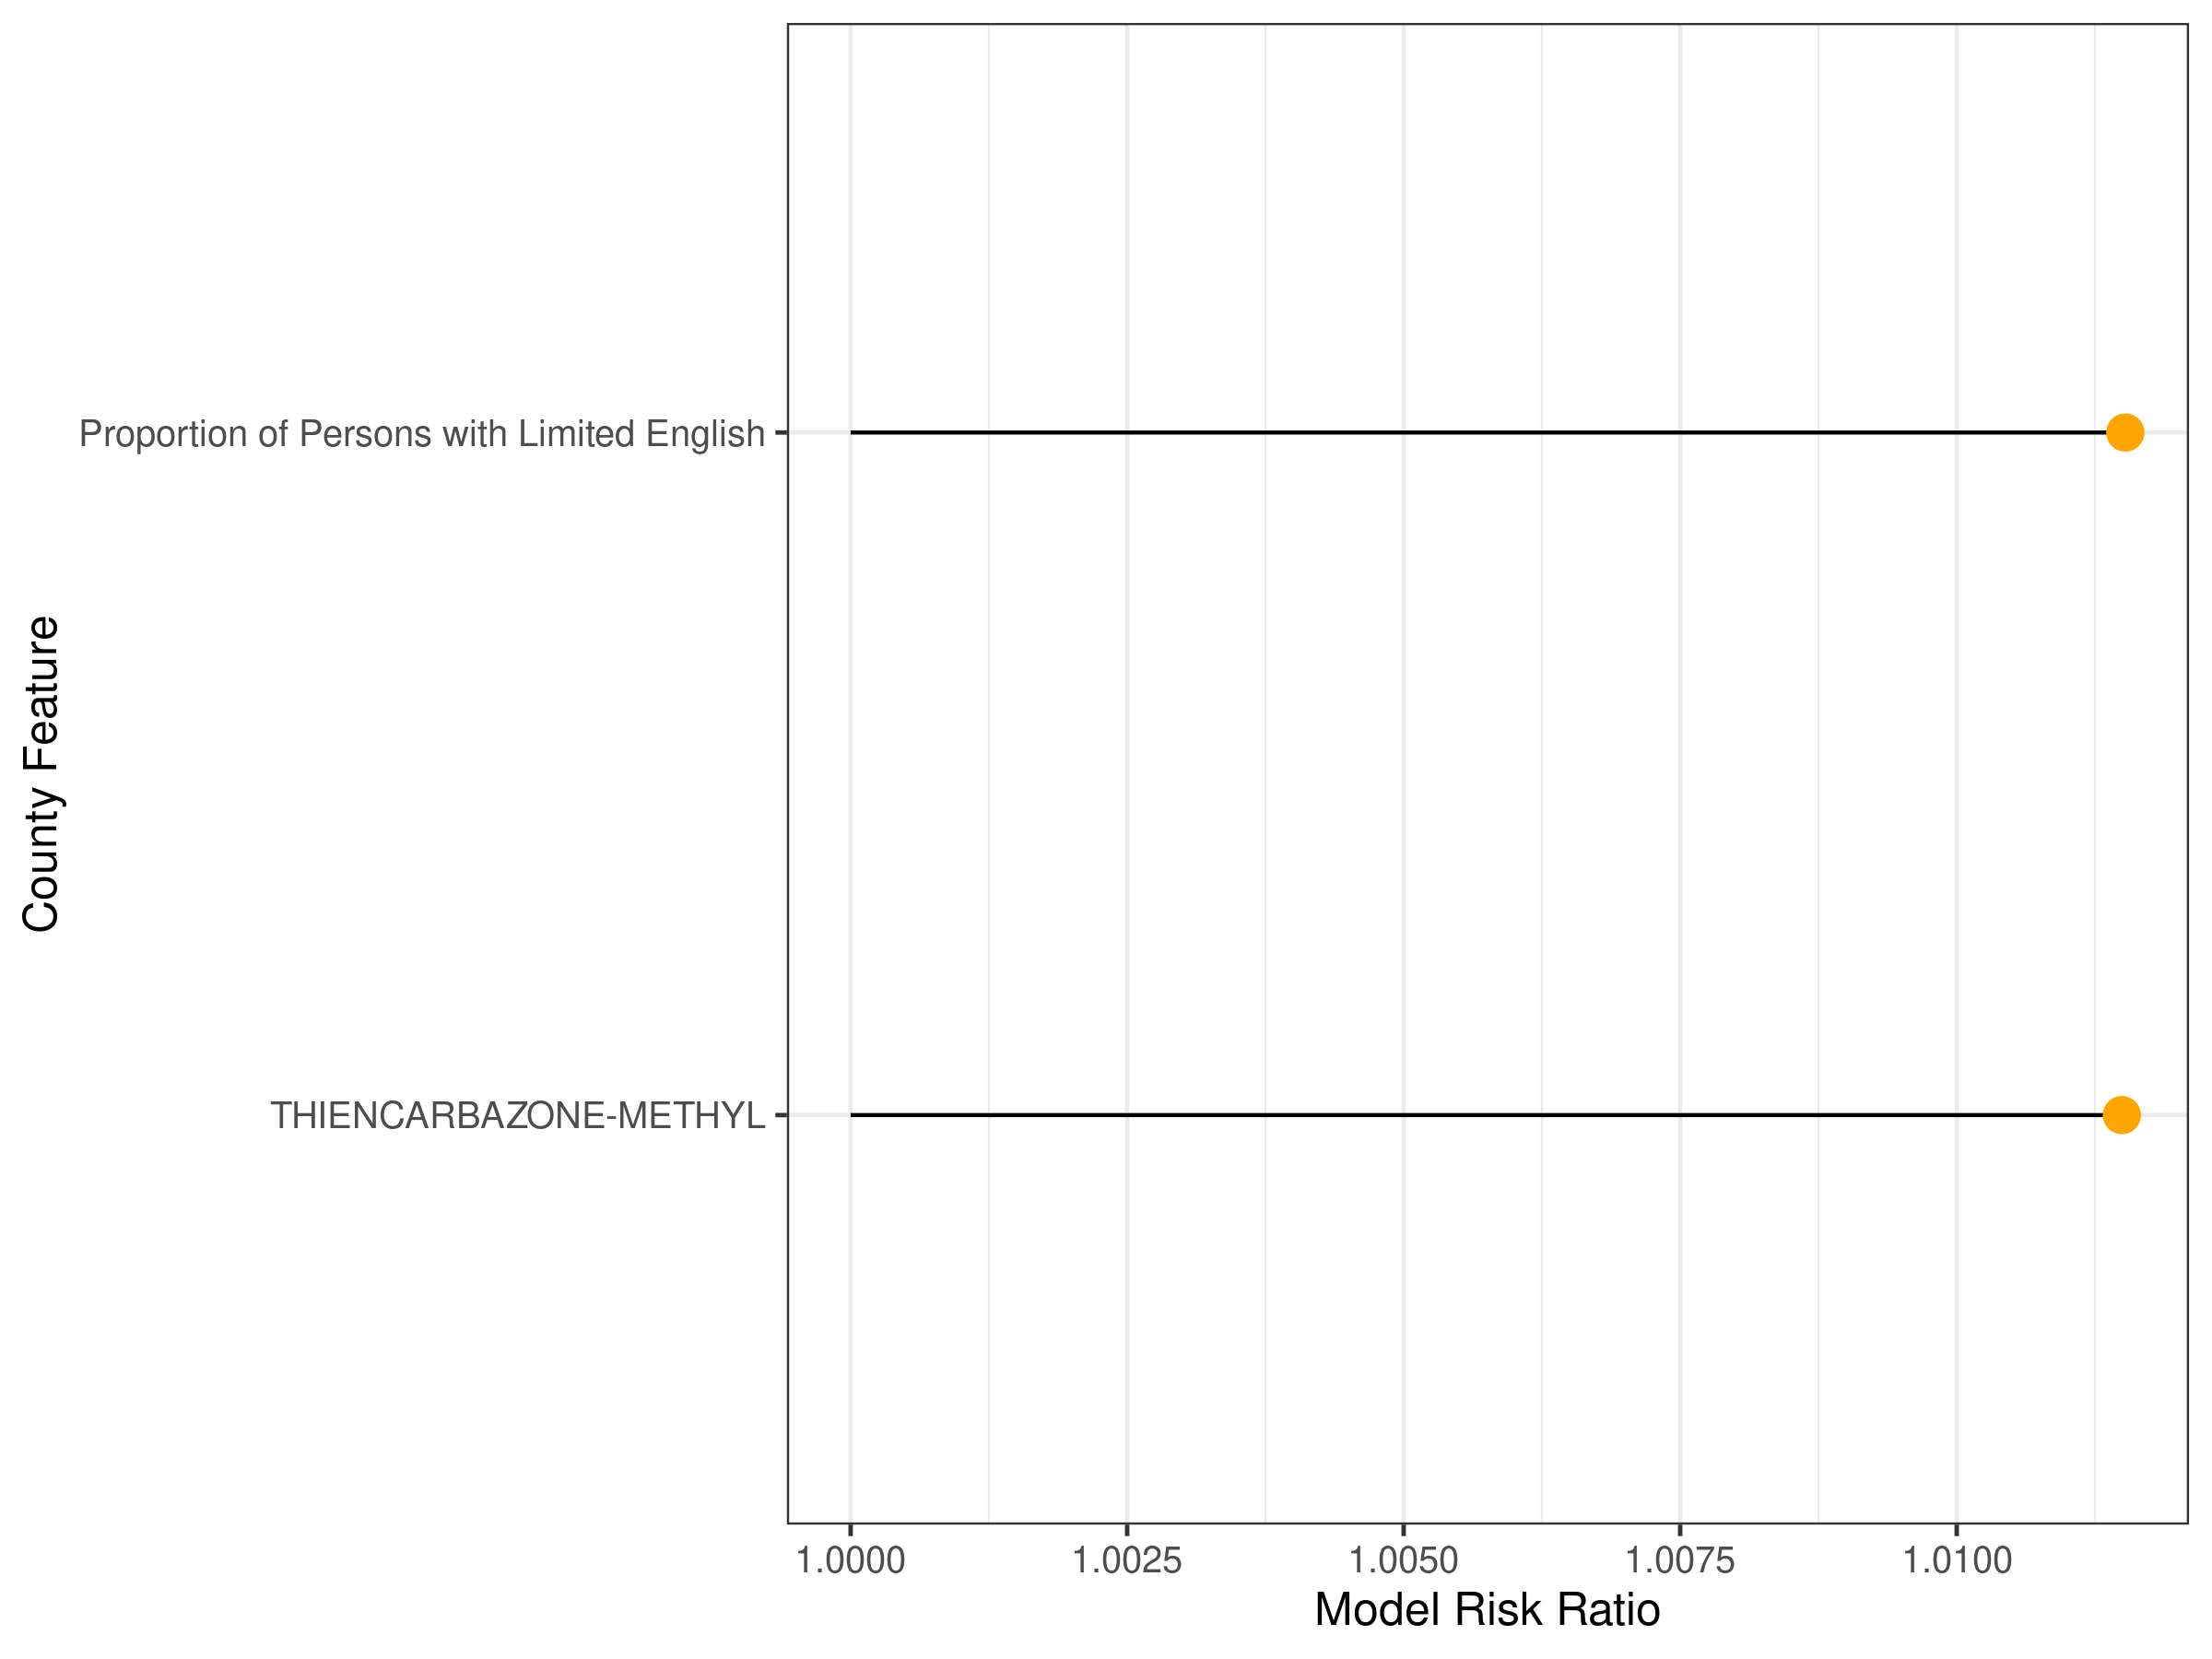 County Feature
Proportion of Persons with Limited English
THIENCARBAZONE-METHYL
1.0000 1.0025 1.0050 1.0075 1.0100
Model Risk Ratio